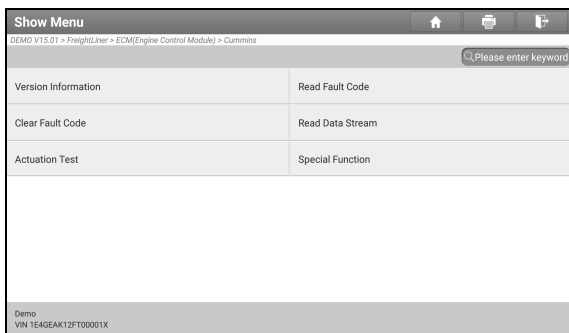 Show Menu
DEMO V15.01 > FreightLiner > ECM(Engine Control Module) > Cummins
Please enter keyword
Version Information
Read Fault Code
Clear Fault Code
Read Data Stream
Actuation Test
Special Function
Demo
VIN 1E4GEAK12FT00001X